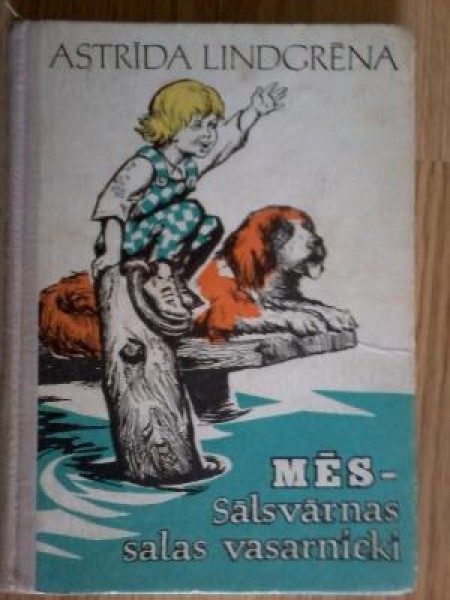 ASTRĪDA LINDGRĒNA
MĒS-
Sālsvārnas
salas vasarnieki